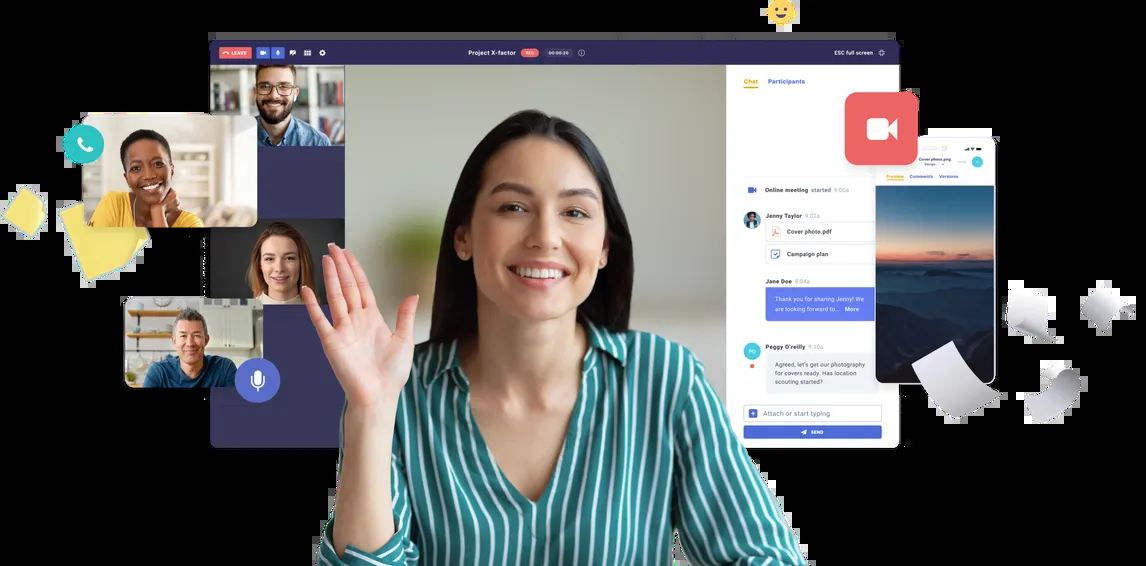 LEAVE
Project X-factor
REC
00:00:20
ESC full screen
Chat
Participants
Online meeting started 9:00a
Jenny Taylor 9:02a
Cover photo.pdf
Campaign plan
Jane Doe 9:04a
Thank you for sharing Jenny! We
are looking forward to... More
PO
Peggy O'reilly 9:16a
Agreed, let's get our photography
for covers ready. Has location
scouting started?
Attach or start typing
SEND
Cover photo.png
Preview
Comments
Versions